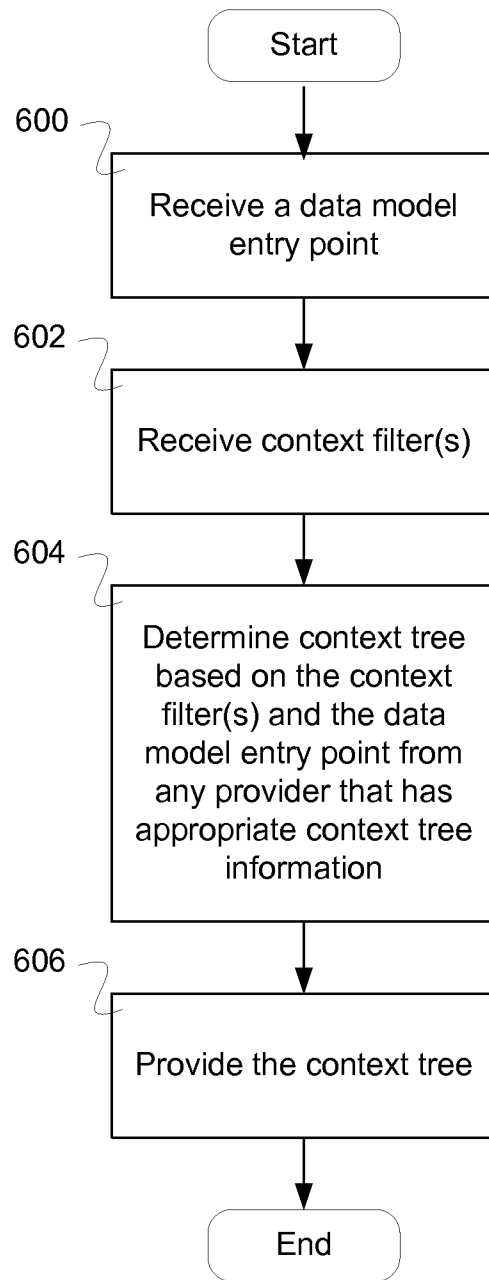 Start
600
Receive a data model
entry point
602
Receive context filter(s)
604
Determine context tree
based on the context
filter(s) and the data
model entry point from
any provider that has
appropriate context tree
information
606
Provide the context tree
End